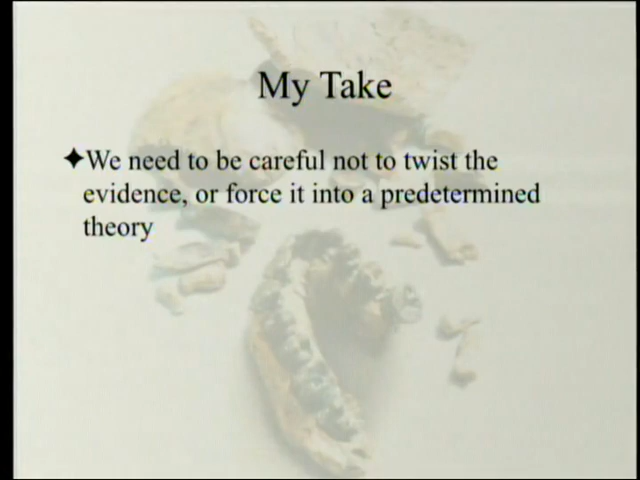 My Take
✦We need to be careful not to twist the
evidence, or force it into a predetermined
theory